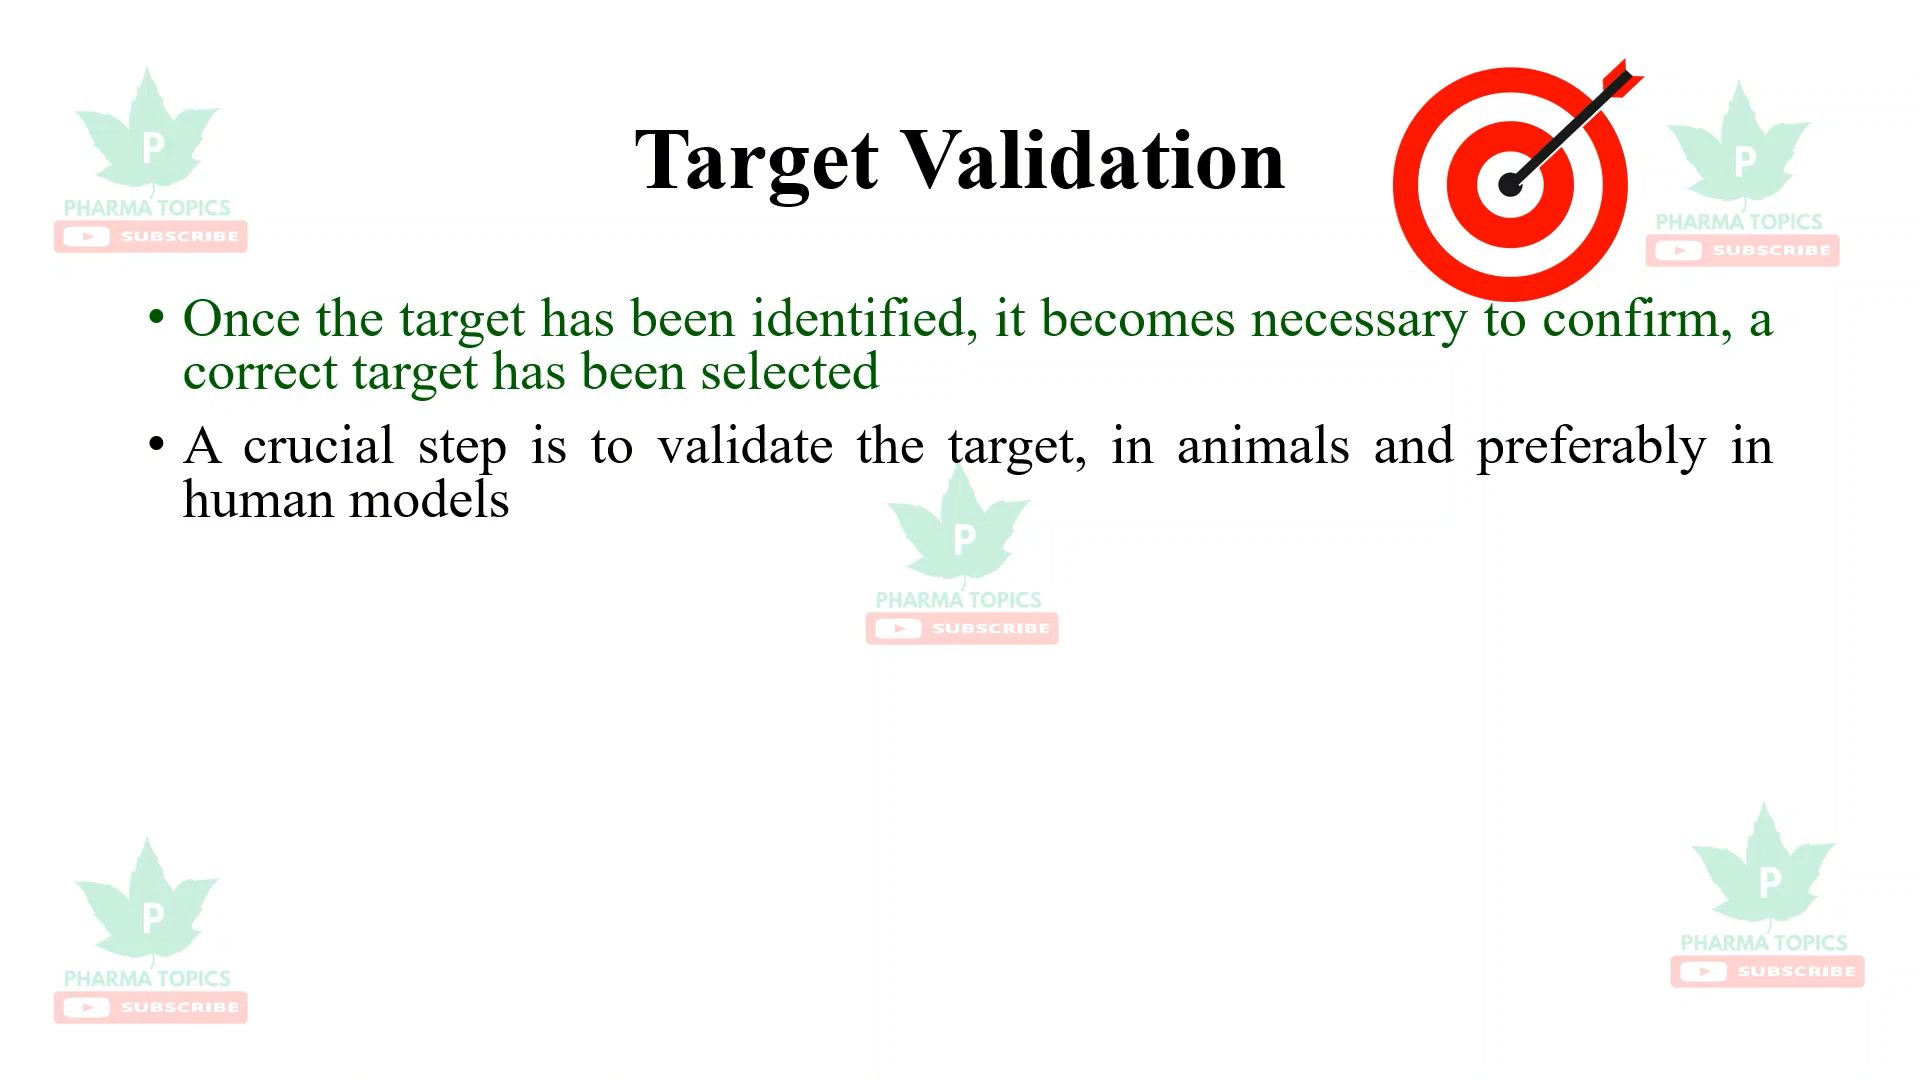 P
PHARMA TOPICS
SUBSCRIBE
Target Validation
P
PHARMA TOPICS
SUBSCRIBE
• Once the target has been identified, it becomes necessary to confirm, a
correct target has been selected
• A crucial step is to validate the target, in animals and preferably in
human models
P
PHARMA TOPICS
SUBSCRIBE
P
PHARMA TOPICS
SUBSCRIBE
P
PHARMA TOPICS
SUBSCRIBE